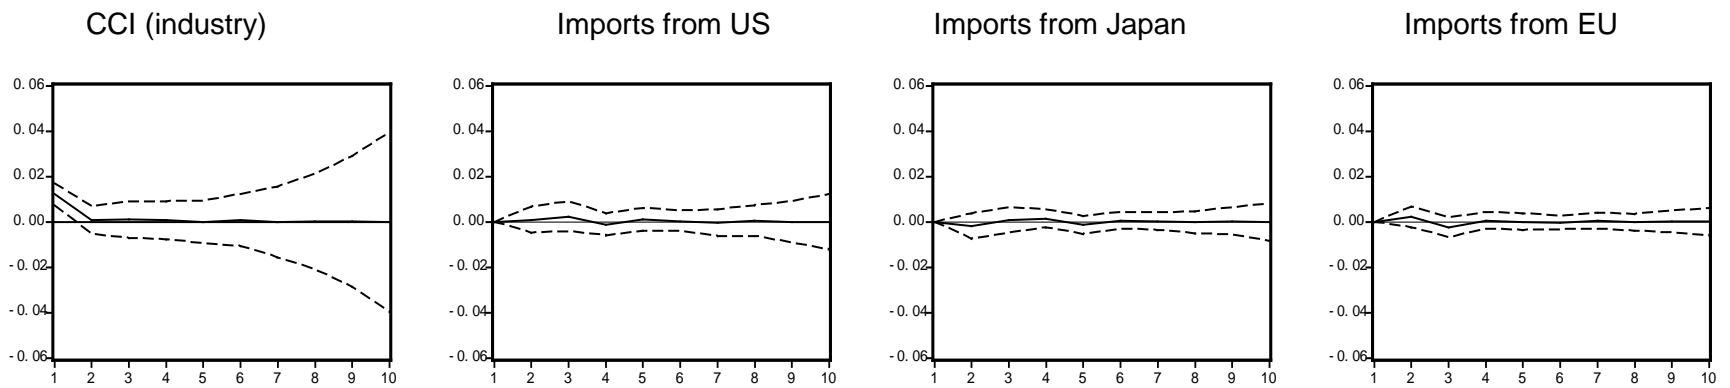 CCI (industry) Imports from US Imports from Japan Imports from EU
0.06 0.06 0.06 0.06
0.04 0.04 0.04 0.04
0.02 0.02 0.02 0.02
0.00 0.00 0.00 0.00
-0.02 -0.02 -0.02 -0.02
-0.04 -0.04 -0.04 -0.04
-0.06 -0.06 -0.06 -0.06
1 2 3 4 5 6 7 8 9 10 1 2 3 4 5 6 7 8 9 10 1 2 3 4 5 6 7 8 9 10 1 2 3 4 5 6 7 8 9 10